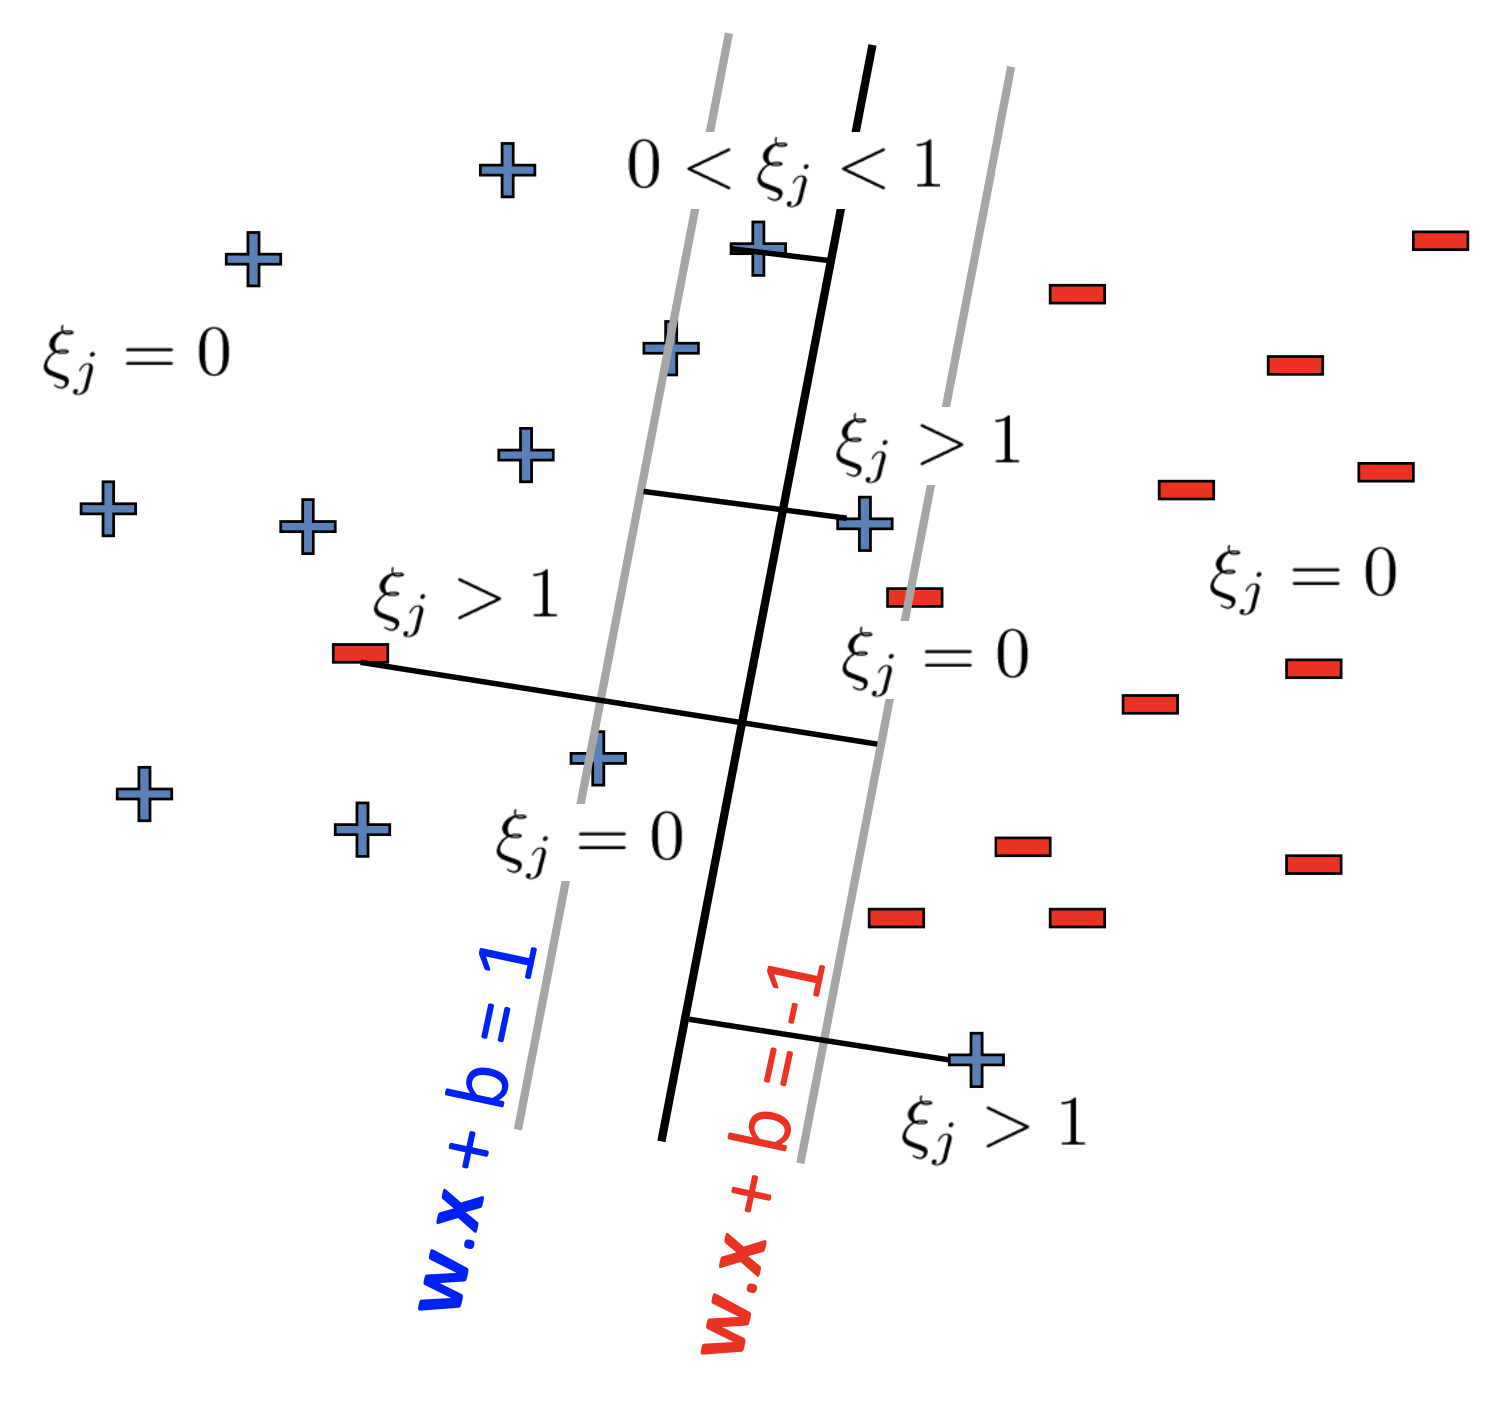 0 < ξ_j < 1
ξ_j = 0
ξ_j > 1
ξ_j > 1
ξ_j = 0
ξ_j = 0
ξ_j = 0
ξ_j > 1
w.x + b = 1
w.x + b = -1